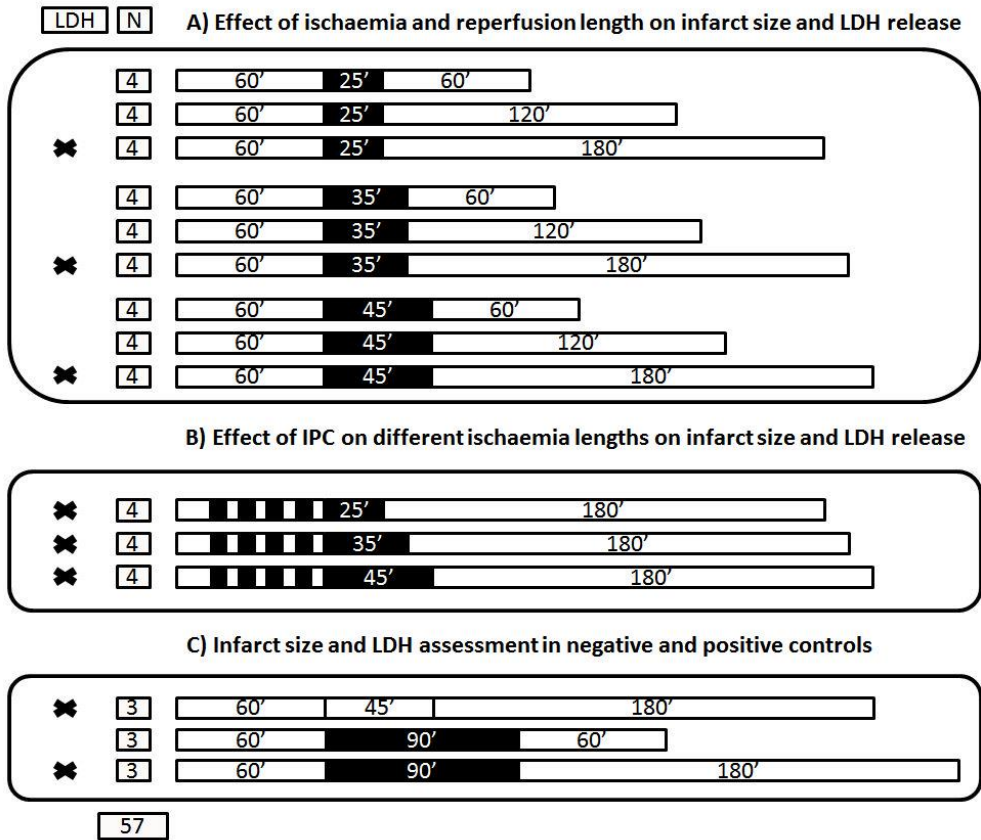 LDH N A) Effect of ischaemia and reperfusion length on infarct size and LDH release
4 60’ 25’ 60’
4 60’ 25’ 120’
4 60’ 25’ 180’
4 60’ 35’ 60’
4 60’ 35’ 120’
4 60’ 35’ 180’
4 60’ 45’ 60’
4 60’ 45’ 120’
4 60’ 45’ 180’
B) Effect of IPC on different ischaemia lengths on infarct size and LDH release
4 25’ 180’
4 35’ 180’
4 45’ 180’
C) Infarct size and LDH assessment in negative and positive controls
3 60’ 45’ 180’
3 60’ 90’ 60’
3 60’ 90’ 180’
57